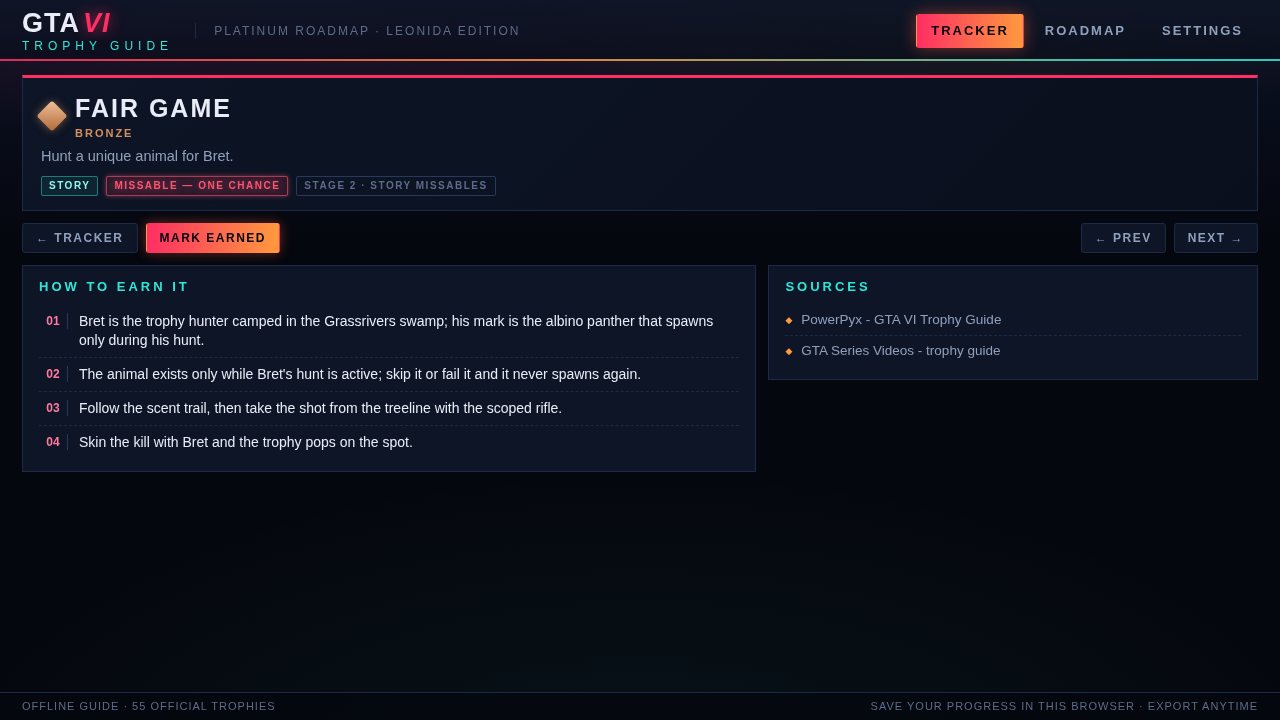 GTA VI
TROPHY GUIDE
PLATINUM ROADMAP · LEONIDA EDITION
TRACKER
ROADMAP
SETTINGS
FAIR GAME
BRONZE
Hunt a unique animal for Bret.
STORY
MISSABLE — ONE CHANCE
STAGE 2 · STORY MISSABLES
← TRACKER
MARK EARNED
← PREV
NEXT →
HOW TO EARN IT
01 Bret is the trophy hunter camped in the Grassrivers swamp; his mark is the albino panther that spawns
only during his hunt.
02 The animal exists only while Bret's hunt is active; skip it or fail it and it never spawns again.
03 Follow the scent trail, then take the shot from the treeline with the scoped rifle.
04 Skin the kill with Bret and the trophy pops on the spot.
SOURCES
◆ PowerPyx - GTA VI Trophy Guide
◆ GTA Series Videos - trophy guide
OFFLINE GUIDE · 55 OFFICIAL TROPHIES
SAVE YOUR PROGRESS IN THIS BROWSER · EXPORT ANYTIME